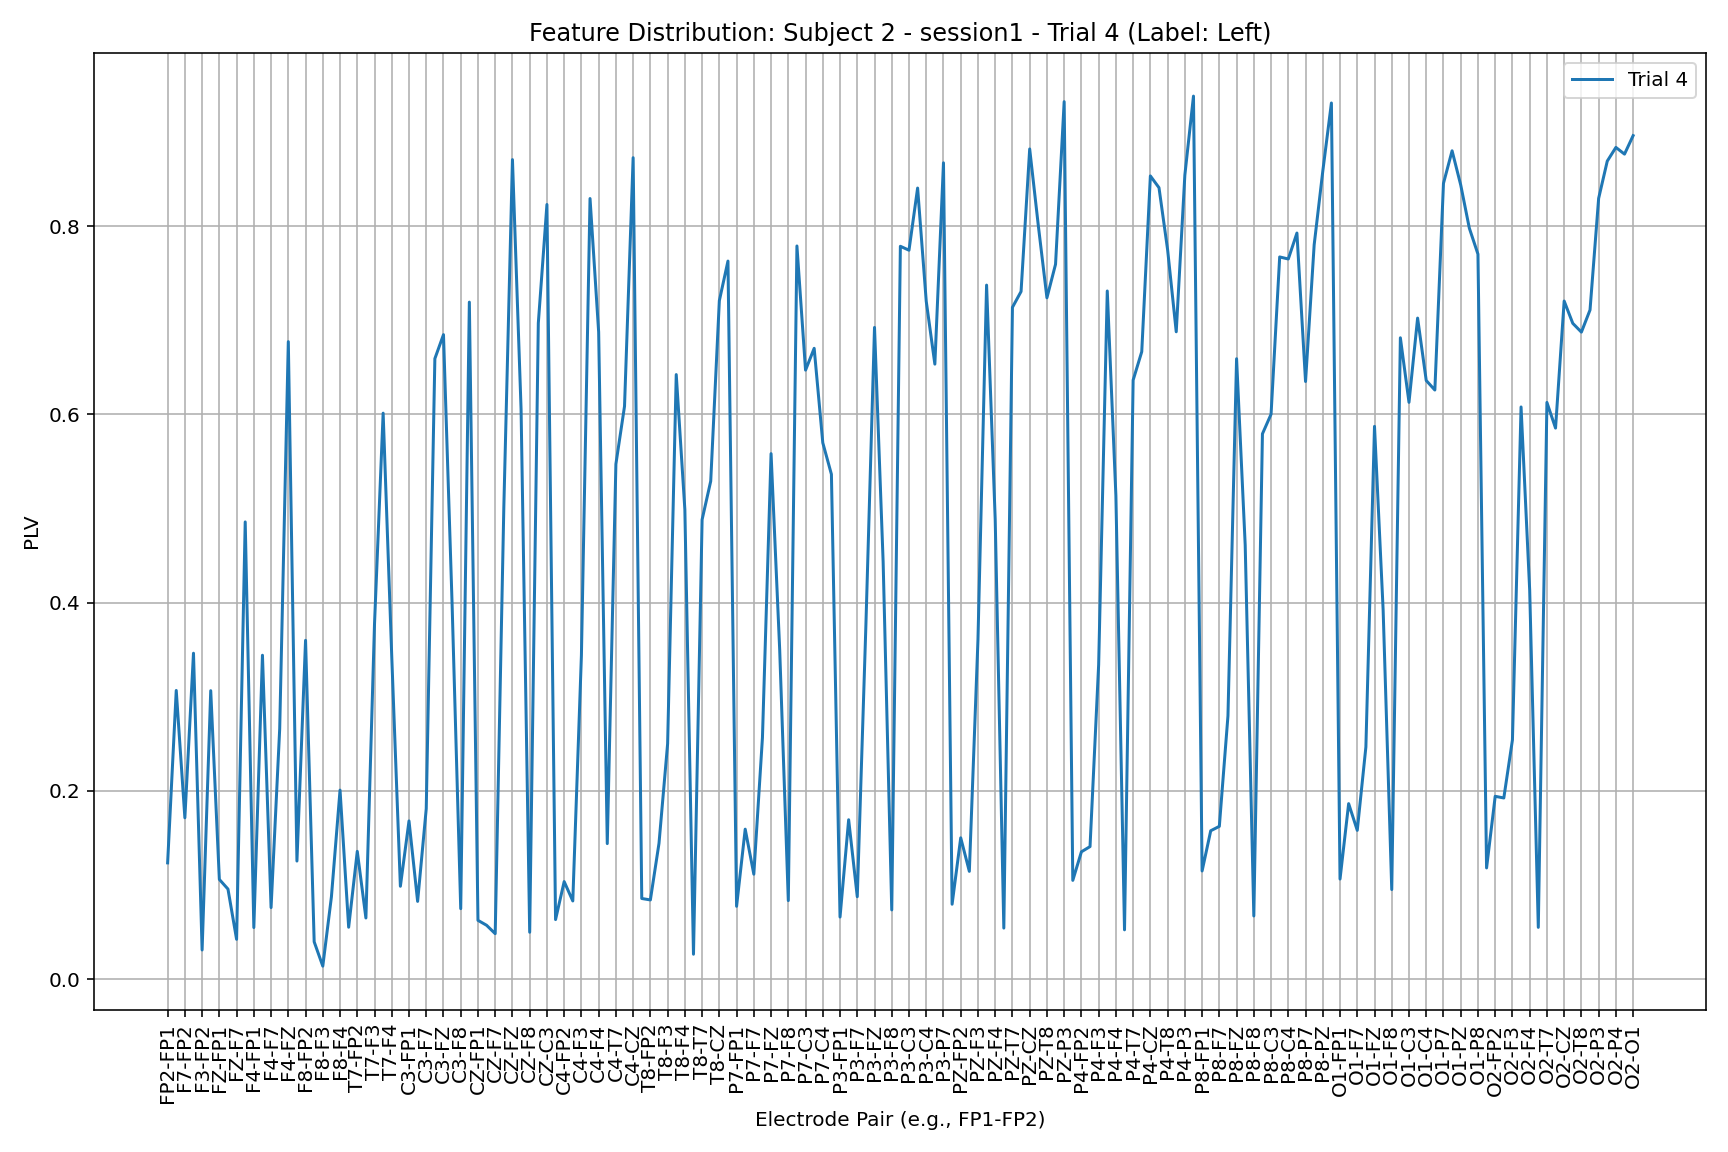 Feature Distribution: Subject 2 - session1 - Trial 4 (Label: Left)
Trial 4
PLV
0.8
0.6
0.4
0.2
0.0
FP2-FP1
F7-FP2
F3-FP2
FZ-FP1
FZ-F7
F4-FP1
F4-F7
F4-FZ
F8-FP2
F8-F3
F8-F4
T7-FP2
T7-F3
T7-F4
C3-FP1
C3-F7
C3-FZ
C3-F8
CZ-FP1
CZ-F7
CZ-FZ
CZ-F8
CZ-C3
C4-FP2
C4-F3
C4-F4
C4-T7
C4-CZ
T8-FP2
T8-F3
T8-F4
T8-T7
T8-CZ
P7-FP1
P7-F7
P7-FZ
P7-F8
P7-C3
P7-C4
P3-FP1
P3-F7
P3-FZ
P3-F8
P3-C3
P3-C4
P3-P7
PZ-FP2
PZ-F3
PZ-F4
PZ-T7
PZ-CZ
PZ-T8
PZ-P3
P4-FP2
P4-F3
P4-F4
P4-T7
P4-CZ
P4-T8
P4-P3
P8-FP1
P8-F7
P8-FZ
P8-F8
P8-C3
P8-C4
P8-P7
P8-PZ
O1-FP1
O1-F7
O1-FZ
O1-F8
O1-C3
O1-C4
O1-P7
O1-PZ
O1-P8
O2-FP2
O2-F3
O2-F4
O2-T7
O2-CZ
O2-T8
O2-P3
O2-P4
O2-O1
Electrode Pair (e.g., FP1-FP2)